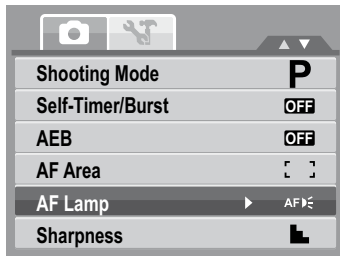 Shooting Mode P
Self-Timer/Burst OFF
AEB OFF
AF Area
AF Lamp AF
Sharpness